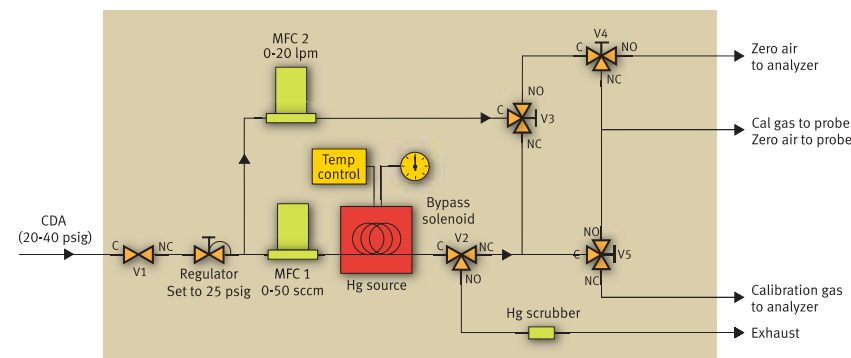 MFC 2
0-20 lpm
V4
C
NO
NC
Zero air
to analyzer
NO
C
V3
NC
Cal gas to probe
Zero air to probe
Temp
control
Bypass
solenoid
CDA
(20-40 psig)
C
NC
V1
Regulator
Set to 25 psig
MFC 1
0-50 sccm
Hg source
C
V2
NC
NO
NO
C
V5
NC
Calibration gas
to analyzer
Hg scrubber
Exhaust